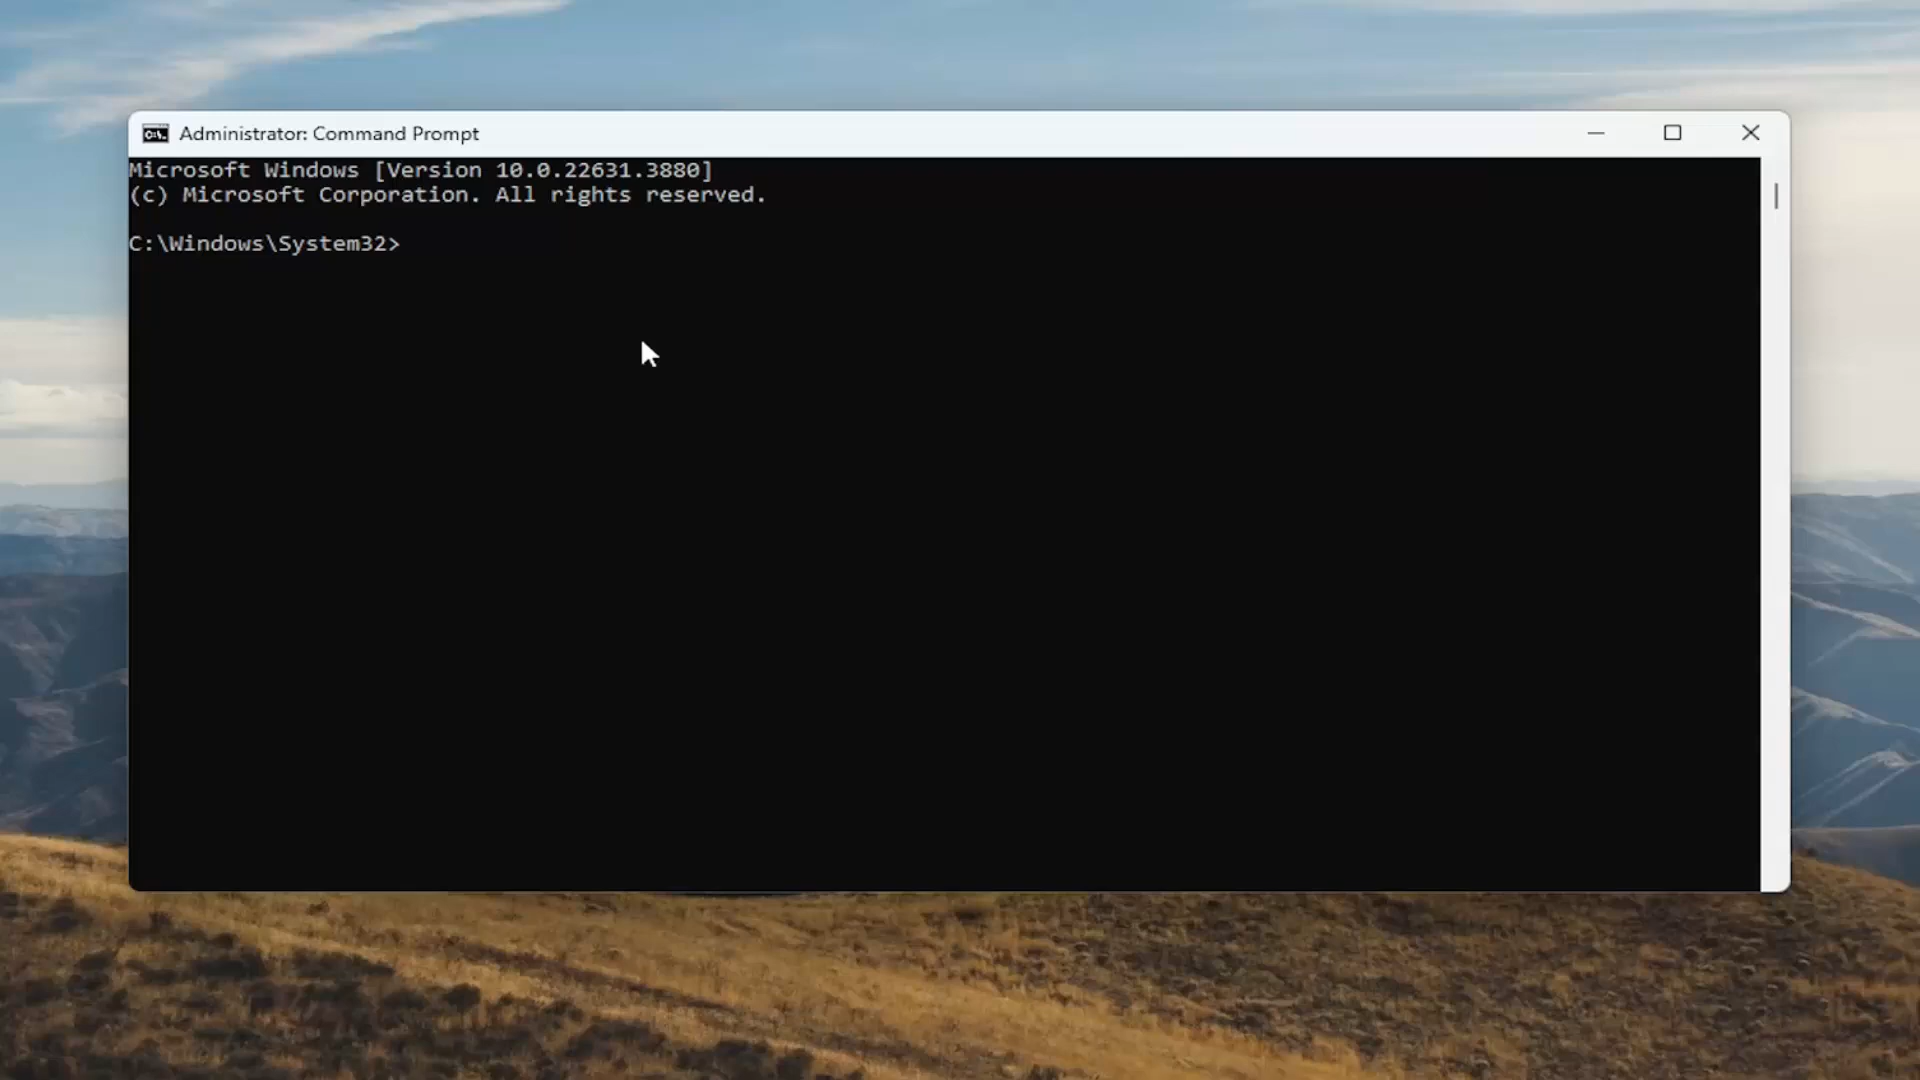 Administrator: Command Prompt
Microsoft Windows [Version 10.0.22631.3880]
(c) Microsoft Corporation. All rights reserved.
C:\Windows\System32>